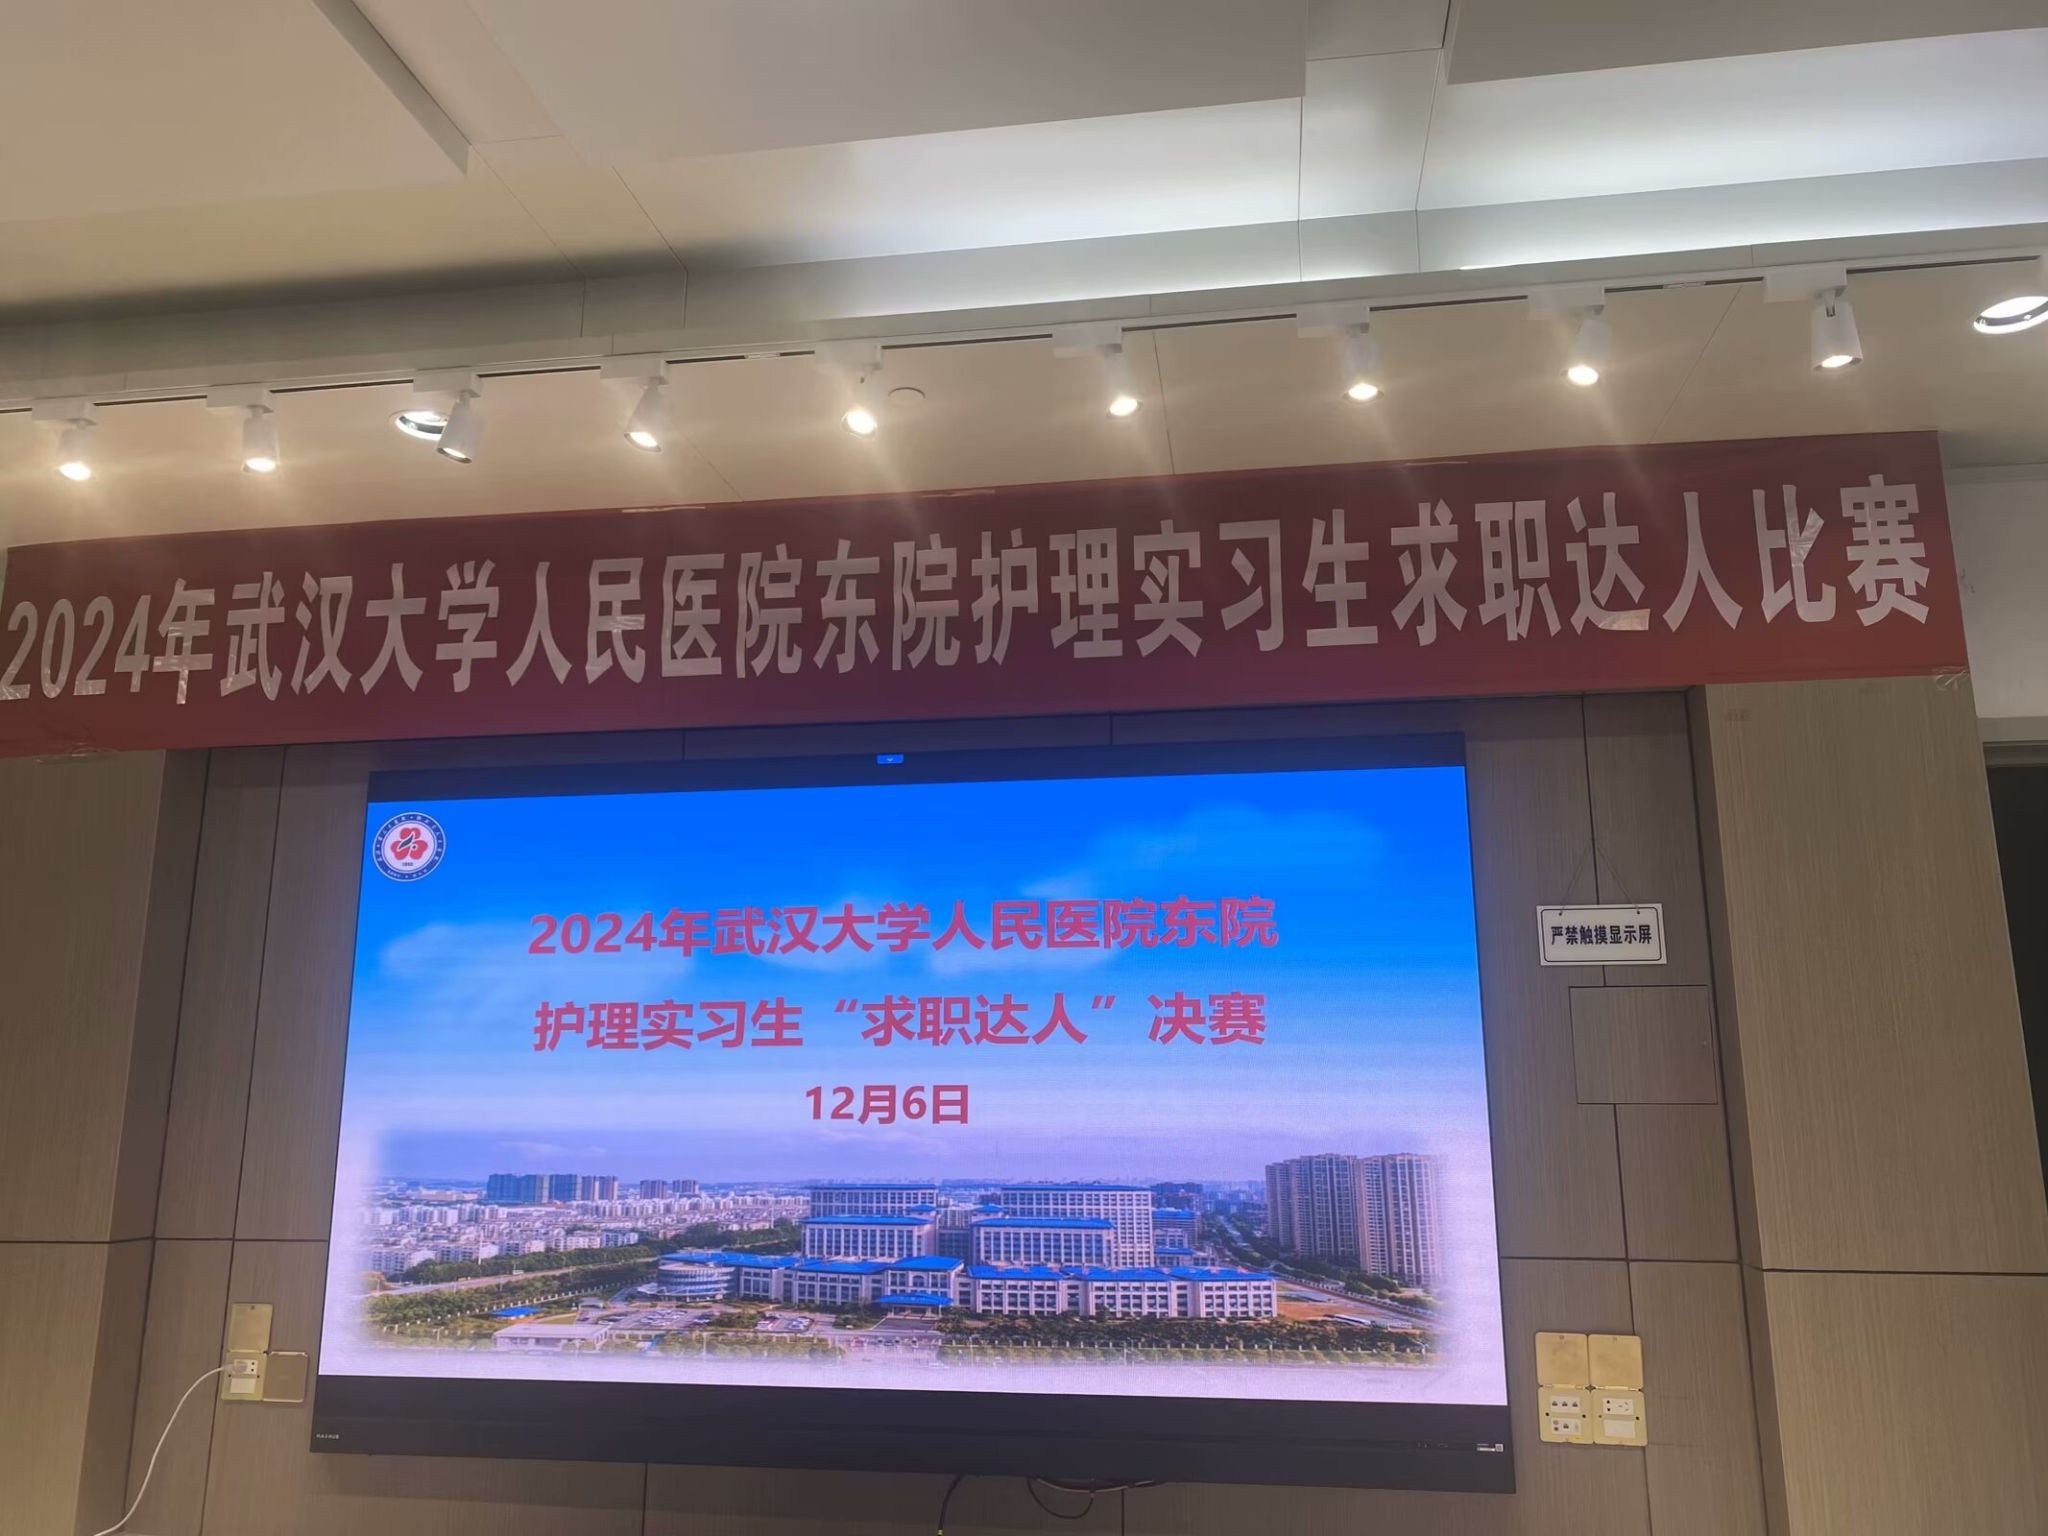 2024年武汉大学人民医院东院护理实习生求职达人比赛
2024年武汉大学人民医院东院
护理实习生“求职达人”决赛
12月6日
严禁触摸显示屏